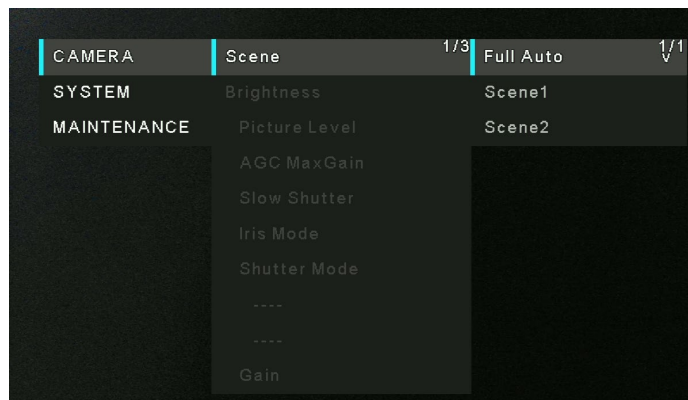 CAMERA
SYSTEM
MAINTENANCE
Scene 1/3
Brightness
Picture Level
AGC MaxGain
Slow Shutter
Iris Mode
Shutter Mode
----
----
Gain
Full Auto 1/1
v
Scene1
Scene2